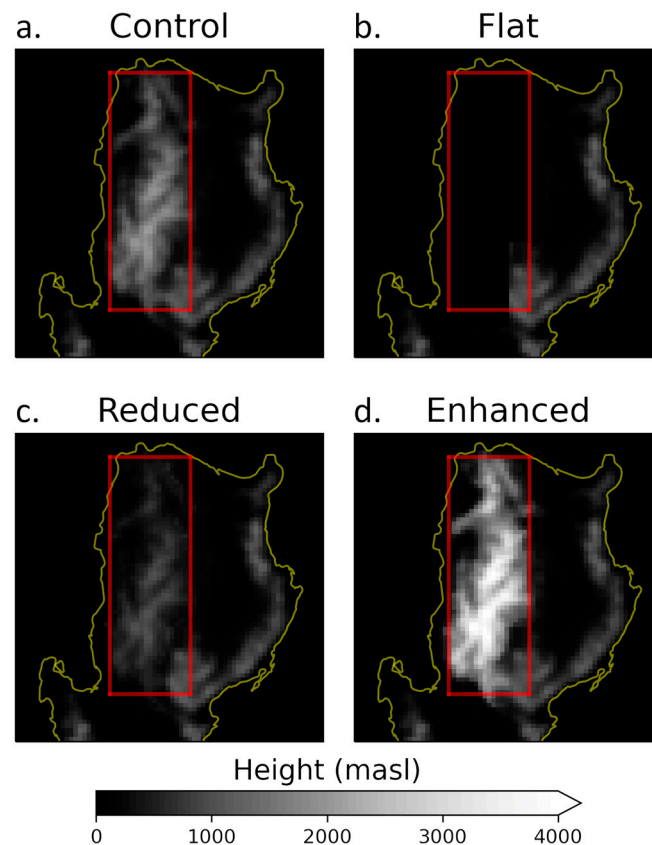 a. Control
b. Flat
c. Reduced
d. Enhanced
Height (masl)
0 1000 2000 3000 4000